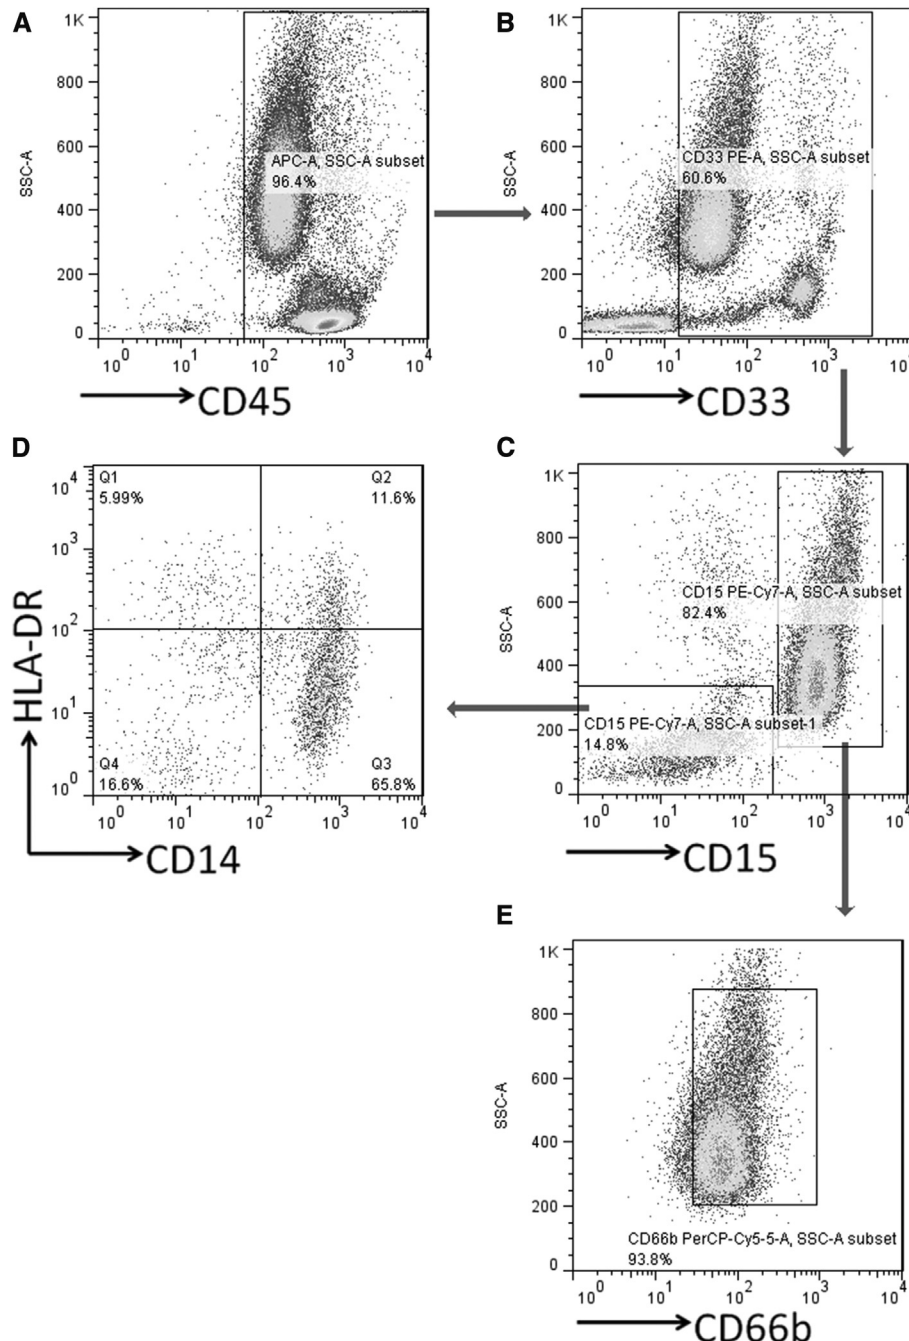 A
1K
800
600
400
200
0
SSC-A
APC-A, SSC-A subset
96.4%
10^0 10^1 10^2 10^3 10^4
CD45
B
1K
800
600
400
200
0
SSC-A
CD33 PE-A, SSC-A subset
60.6%
10^0 10^1 10^2 10^3 10^4
CD33
D
10^4
10^3
10^2
10^1
10^0
HLA-DR
Q1
5.99%
Q2
11.6%
Q4
16.6%
Q3
65.8%
10^0 10^1 10^2 10^3 10^4
CD14
C
1K
800
600
400
200
0
SSC-A
CD15 PE-Cy7-A, SSC-A subset
82.4%
CD15 PE-Cy7-A, SSC-A subset-1
14.8%
10^0 10^1 10^2 10^3 10^4
CD15
E
1K
800
600
400
200
0
SSC-A
CD66b PerCP-Cy5-5-A, SSC-A subset
93.8%
10^0 10^1 10^2 10^3 10^4
CD66b